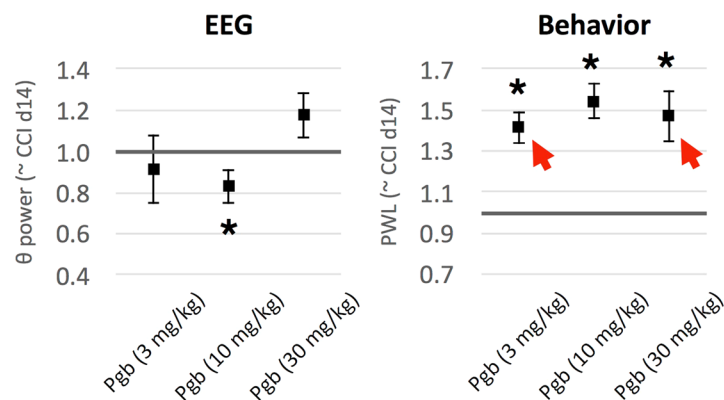 EEG
θ power (~ CCI d14)
1.4
1.2
1.0
0.8
0.6
0.4
*
Pgb (3 mg/kg)
Pgb (10 mg/kg)
Pgb (30 mg/kg)
Behavior
PWL (~ CCI d14)
1.7
1.5
1.3
1.1
0.9
0.7
*
*
*
Pgb (3 mg/kg)
Pgb (10 mg/kg)
Pgb (30 mg/kg)